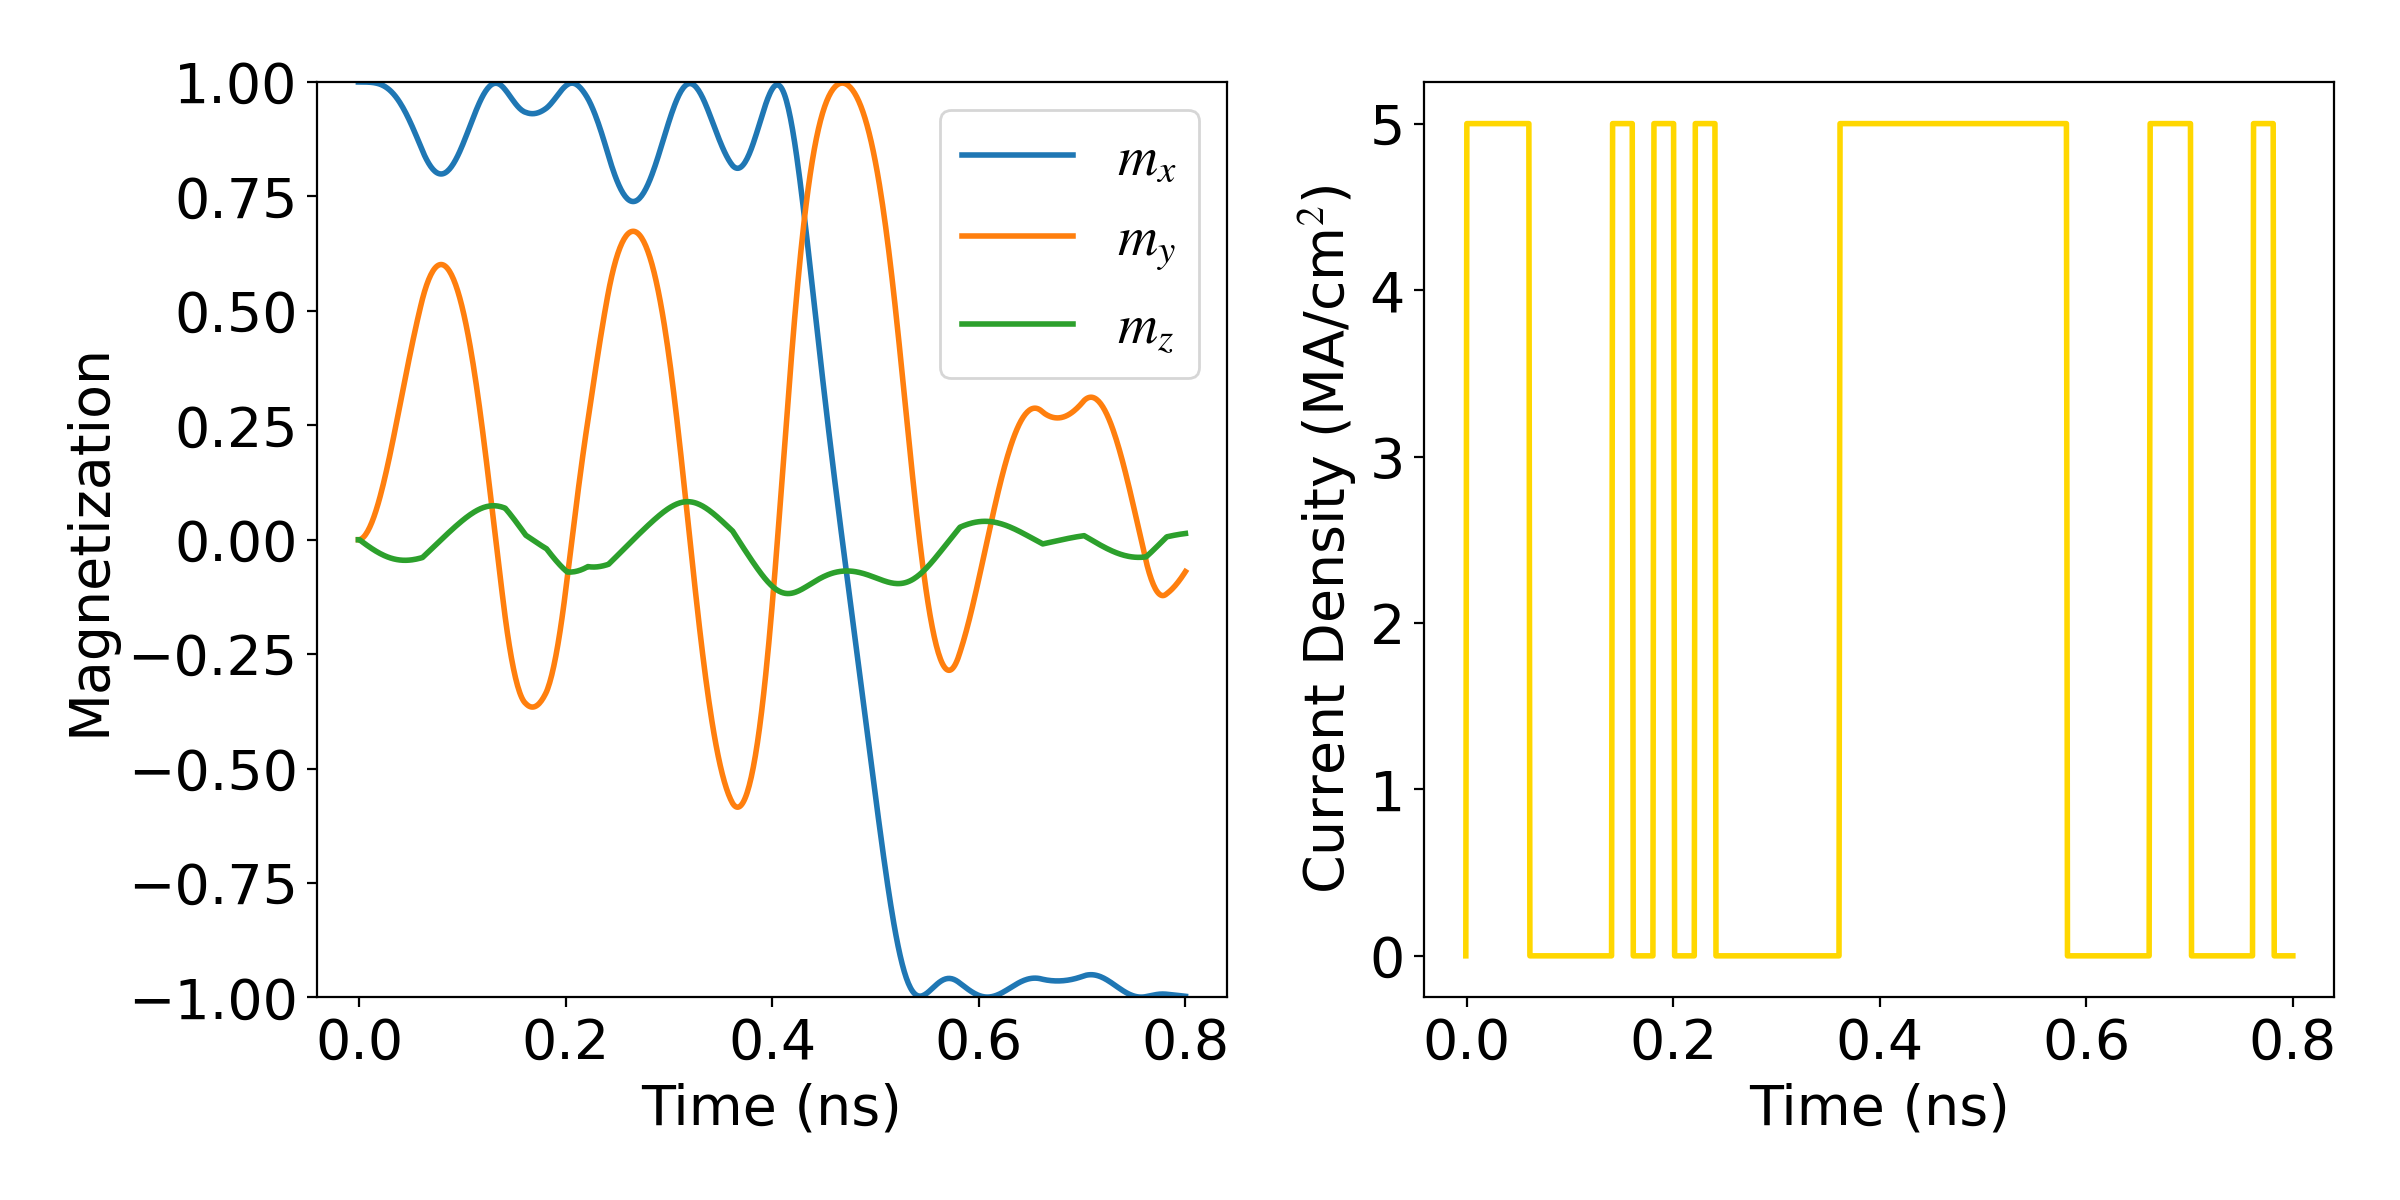 1.00
0.75
0.50
0.25
0.00
−0.25
−0.50
−0.75
−1.00
Magnetization
0.0 0.2 0.4 0.6 0.8
Time (ns)
m_x
m_y
m_z
5
4
3
2
1
0
Current Density (MA/cm²)
0.0 0.2 0.4 0.6 0.8
Time (ns)